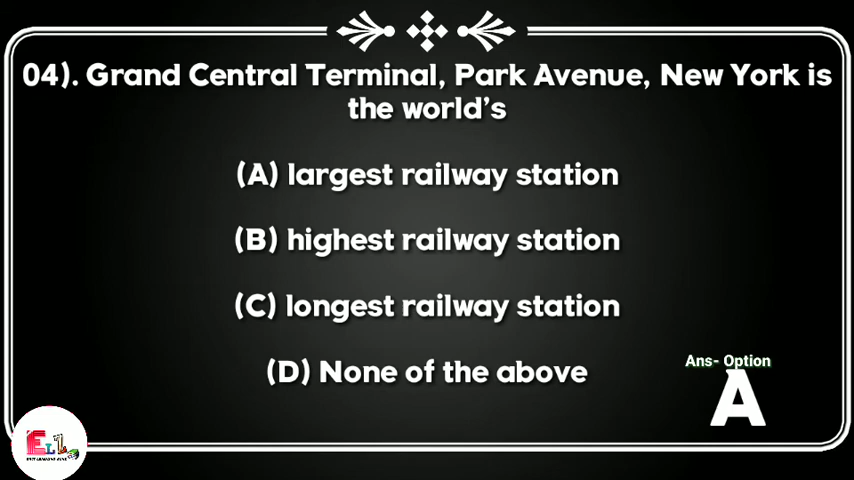 04). Grand Central Terminal, Park Avenue, New York is
the world's
(A) largest railway station
(B) highest railway station
(C) longest railway station
(D) None of the above
Ans- Option
A